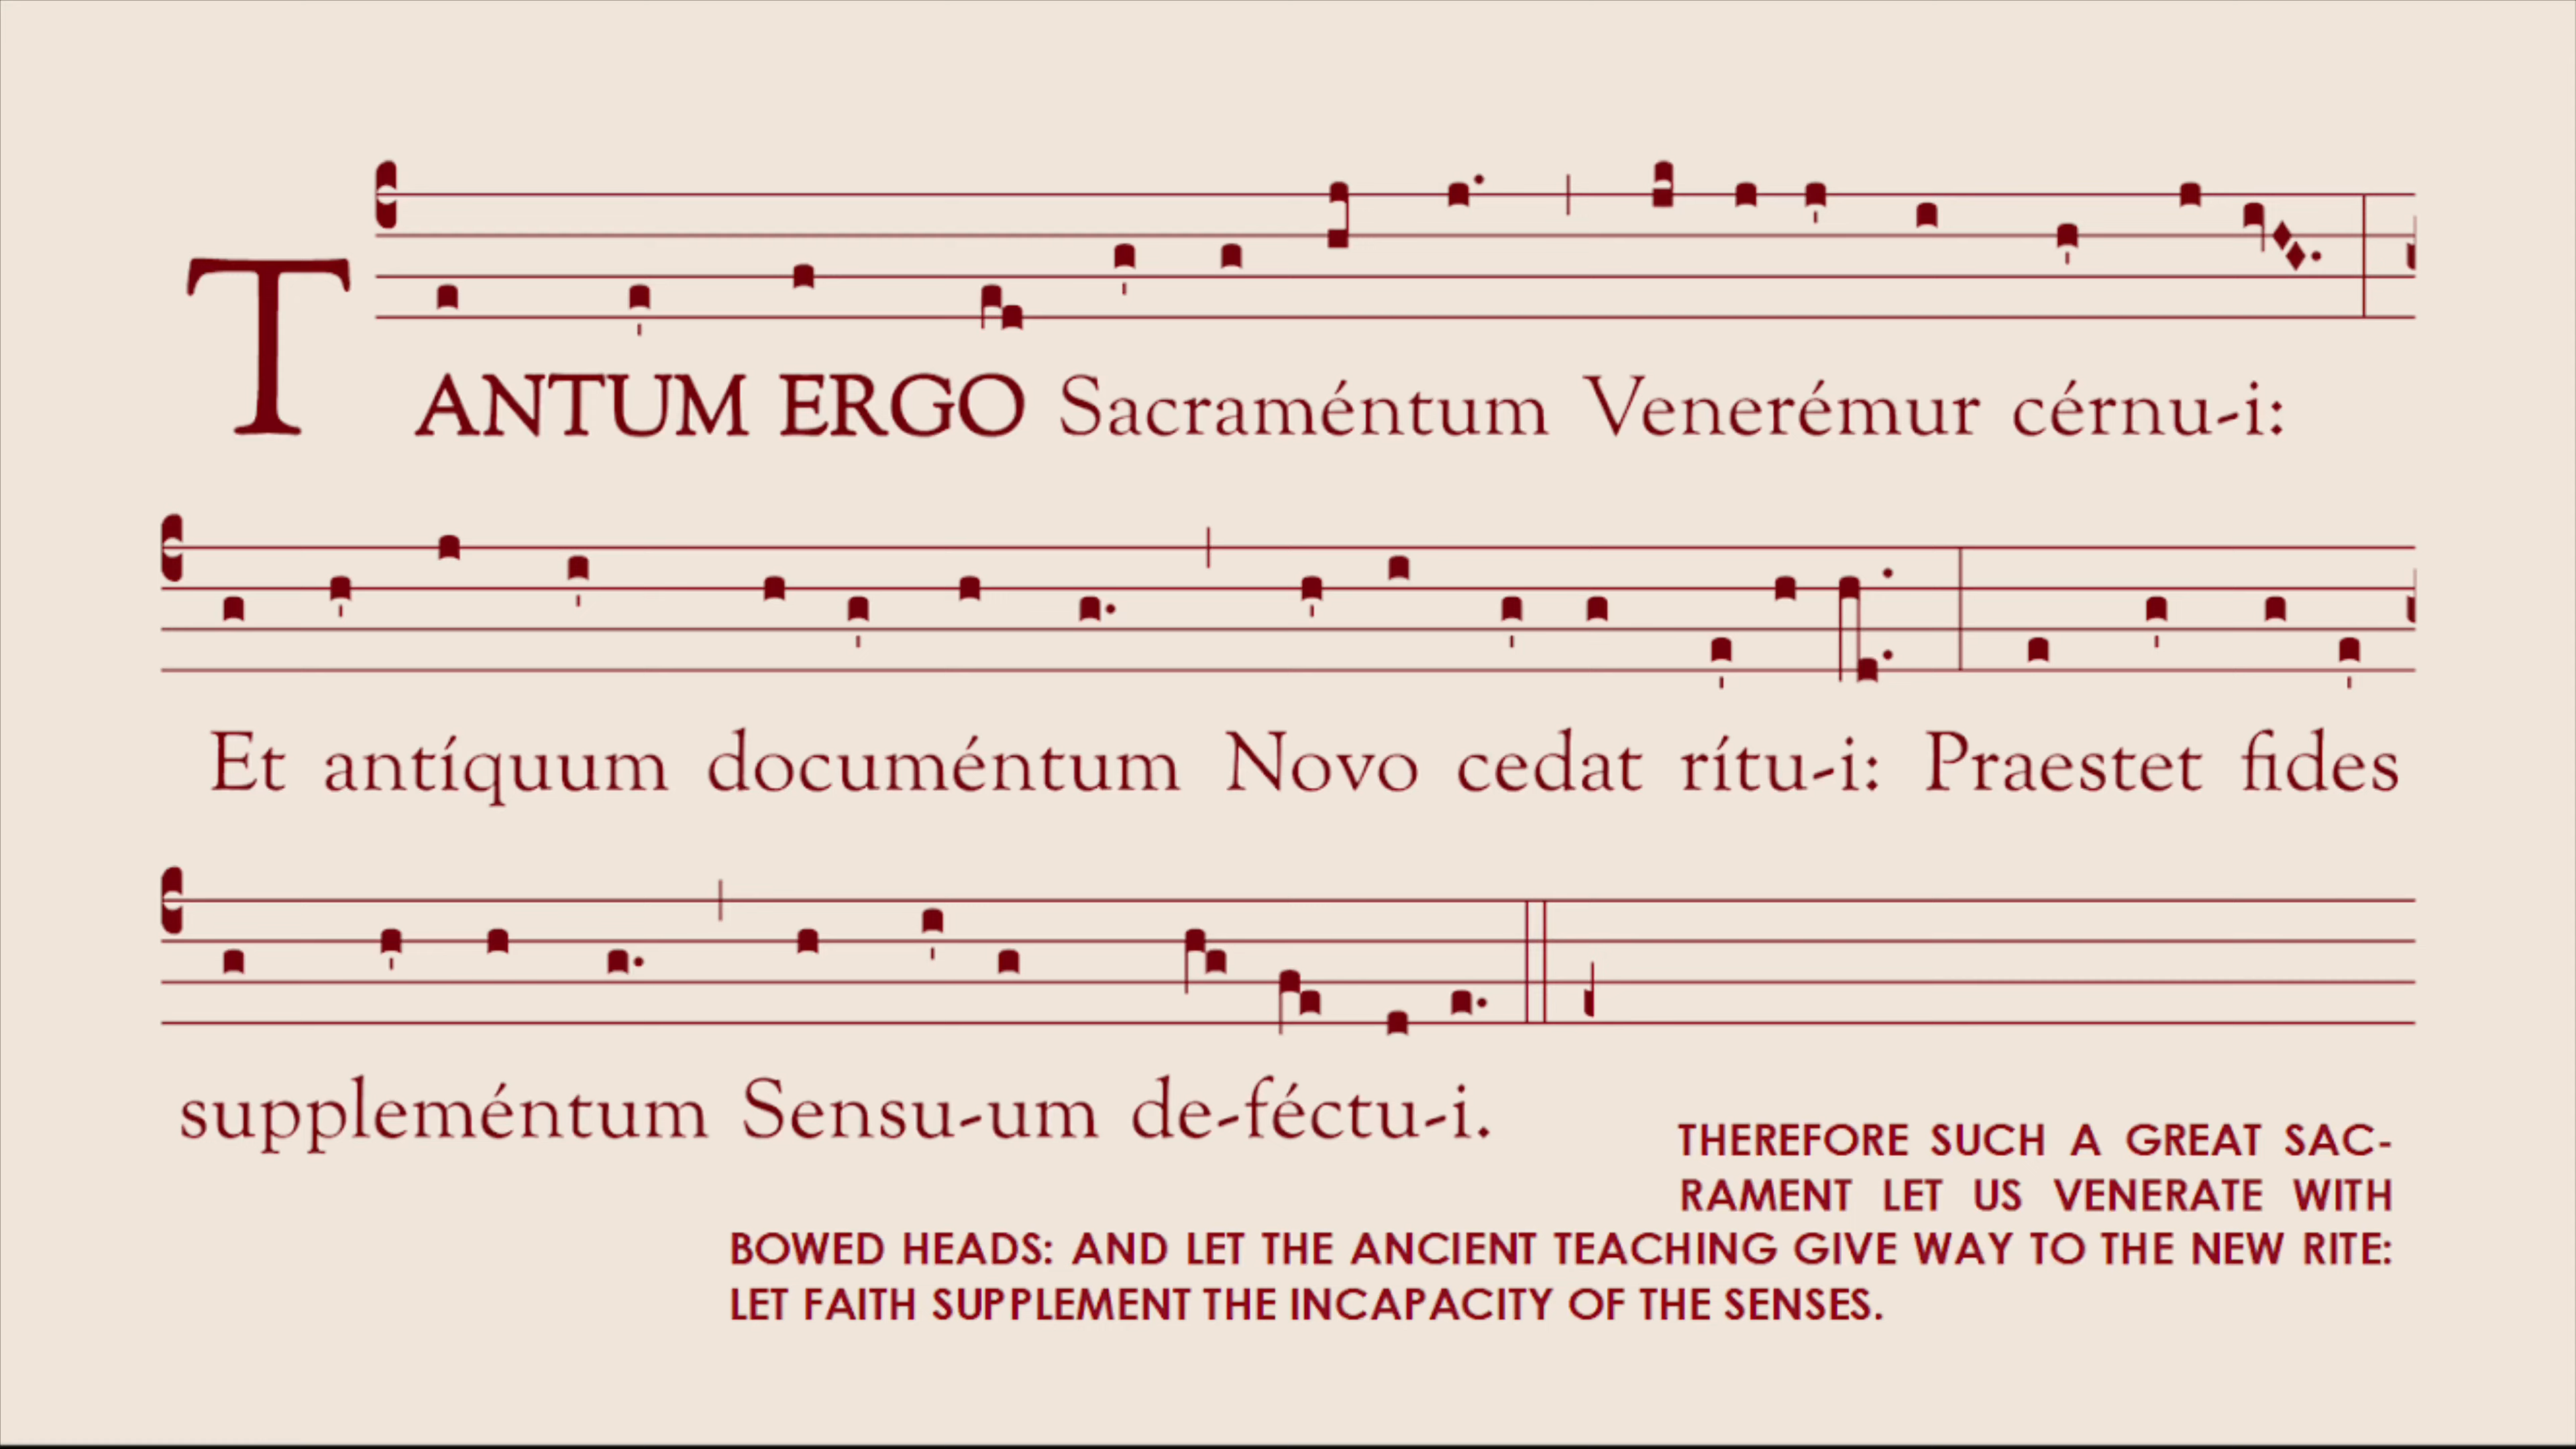 TANTUM ERGO Sacraméntum Venerémur cérnu-i:
Et antíquum documéntum Novo cedat rítu-i: Praestet fides
suppleméntum Sensu-um de-féctu-i.
THEREFORE SUCH A GREAT SAC-
RAMENT LET US VENERATE WITH
BOWED HEADS: AND LET THE ANCIENT TEACHING GIVE WAY TO THE NEW RITE:
LET FAITH SUPPLEMENT THE INCAPACITY OF THE SENSES.